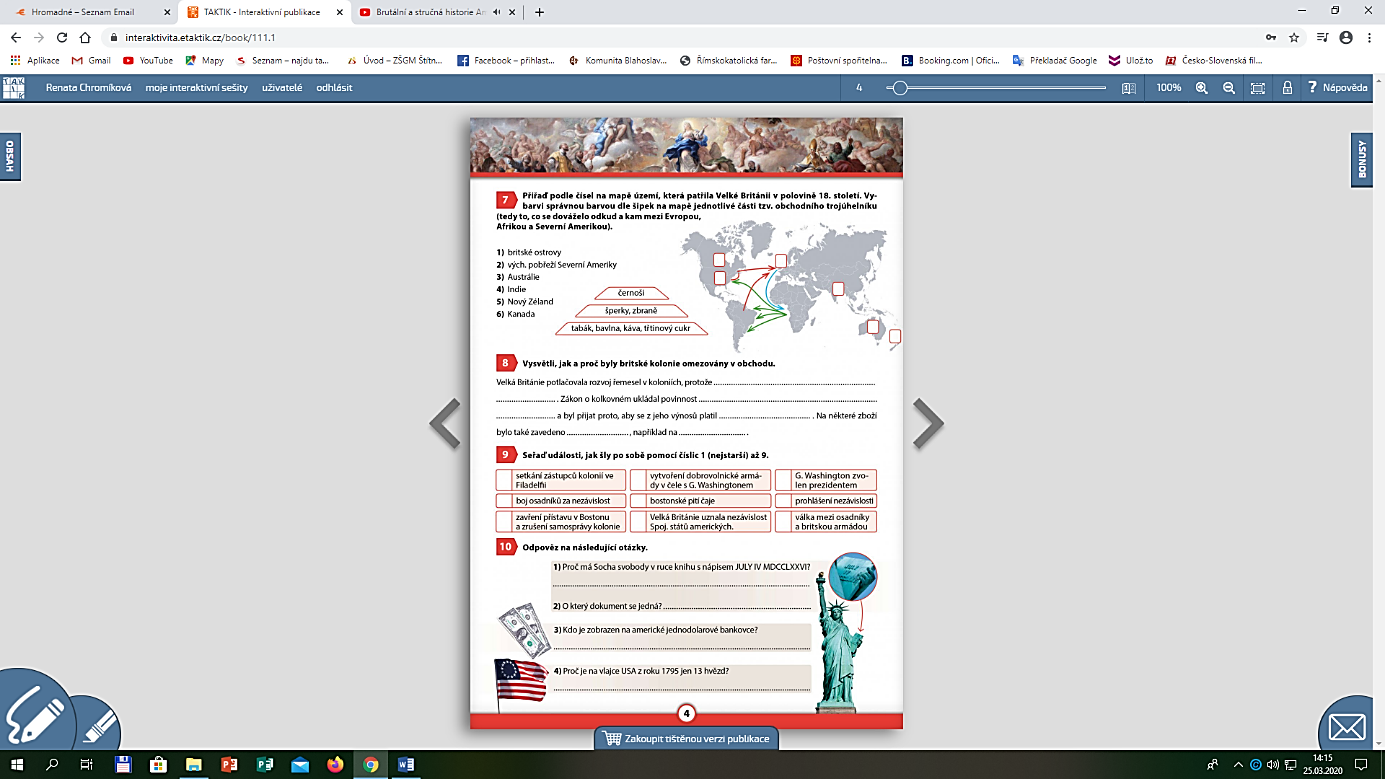 Hromadné – Seznam Email
TAKTIK - Interaktivní publikace
Brutální a stručná historie Am
interaktivita.etaktik.cz/book/111.1
Aplikace Gmail YouTube Mapy Seznam – najdu ta... Úvod – ZŠGM Štítn... Facebook – přihlast... Komunita Blahoslav... Římskokatolická far... Poštovní spořitelna... Booking.com | Ofici... Překladač Google Ulož.to Česko-Slovenská fil...
Renata Chromíková moje interaktivní sešity uživatelé odhlásit 4 100% ? Nápověda
OBSAH
BONUSY
7 Přiřaď podle čísel na mapě území, která patřila Velké Británii v polovině 18. století. Vy-
barvi správnou barvou dle šipek na mapě jednotlivé části tzv. obchodního trojúhelníku
(tedy to, co se dováželo odkud a kam mezi Evropou,
Afrikou a Severní Amerikou).
1) britské ostrovy
2) vých. pobřeží Severní Ameriky
3) Austrálie
4) Indie
5) Nový Zéland
6) Kanada
černoši
šperky, zbraně
tabák, bavlna, káva, třtinový cukr
8 Vysvětli, jak a proč byly britské kolonie omezovány v obchodu.
Velká Británie potlačovala rozvoj řemesel v koloniích, protože ..............................
.............................. . Zákon o kolkovném ukládal povinnost ..............................
.............................. a byl přijat proto, aby se z jeho výnosů platil .............................. . Na některé zboží
bylo také zavedeno .............................. , například na .............................. .
9 Seřaď události, jak šly po sobě pomocí číslic 1 (nejstarší) až 9.
setkání zástupců kolonií ve
Filadelfii
vytvoření dobrovolnické armá-
dy v čele s G. Washingtonem
G. Washington zvo-
len prezidentem
boj osadníků za nezávislost
bostonské pití čaje
prohlášení nezávislosti
zavření přístavu v Bostonu
a zrušení samosprávy kolonie
Velká Británie uznala nezávislost
Spoj. států amerických.
válka mezi osadníky
a britskou armádou
10 Odpověz na následující otázky.
1) Proč má Socha svobody v ruce knihu s nápisem JULY IV MDCCLXXVI?
2) O který dokument se jedná? ..............................
3) Kdo je zobrazen na americké jednodolarové bankovce?
4) Proč je na vlajce USA z roku 1795 jen 13 hvězd?
JULY
4
Zakoupit tištěnou verzi publikace
14:15
25.03.2020